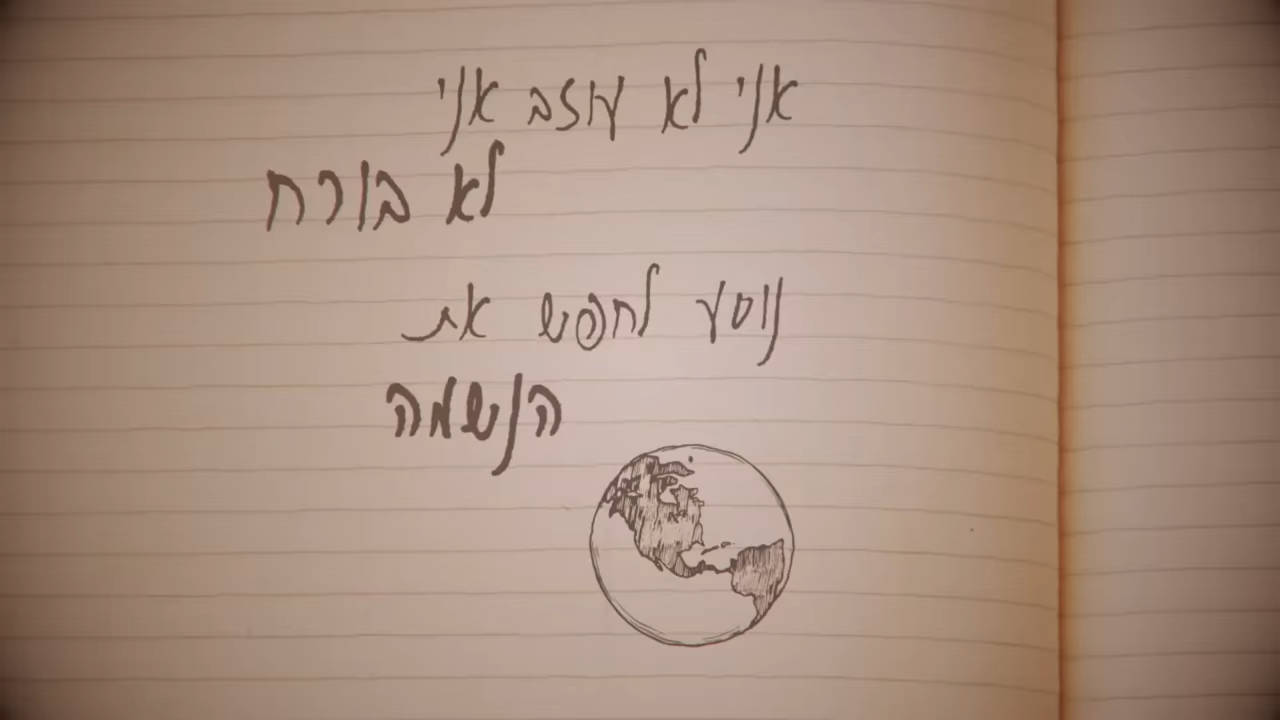 אני לא עוזב אני
לא בורח
נוסע לחפש את
הנשמה